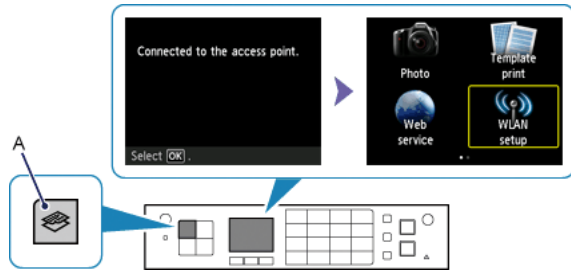 Connected to the access point.
Select OK .
Photo
Template
print
Web
service
WLAN
setup
A